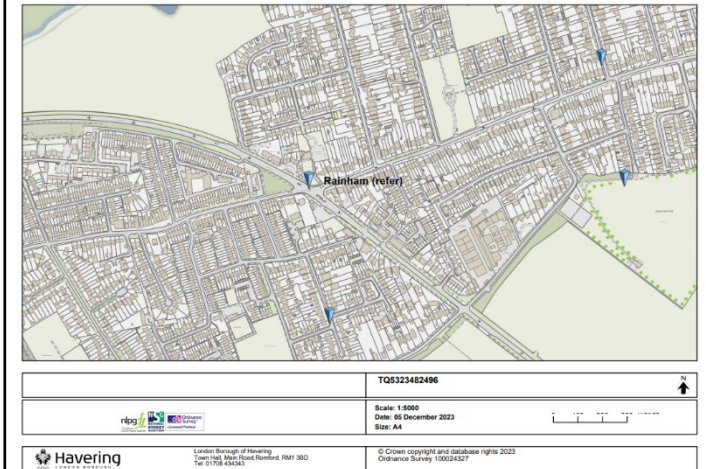 Rainham (refer)
TQ5323482496
N
nlpg
Ordnance
Survey
Scale: 1:5000
Date: 05 December 2023
Size: A4
Havering
LONDON BOROUGH
London Borough of Havering
Town Hall, Main Road,Romford, RM1 3BD
Tel: 01708 434343
© Crown copyright and database rights 2023
Ordnance Survey 100024327